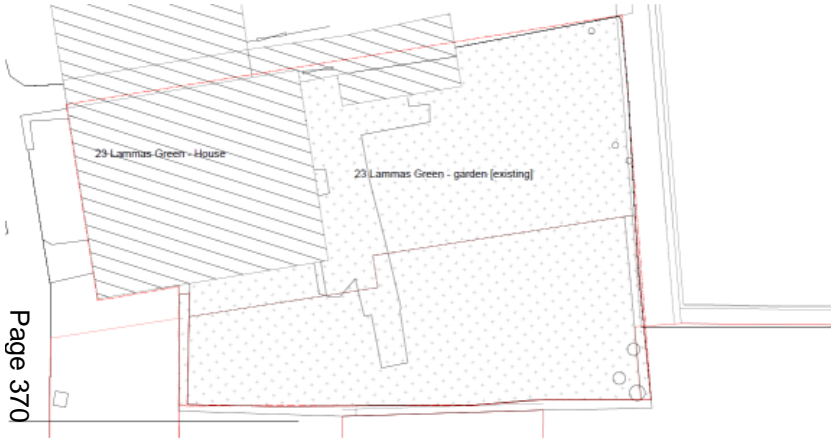 23 Lammas Green - House
23 Lammas Green - garden [existing]
Page 370